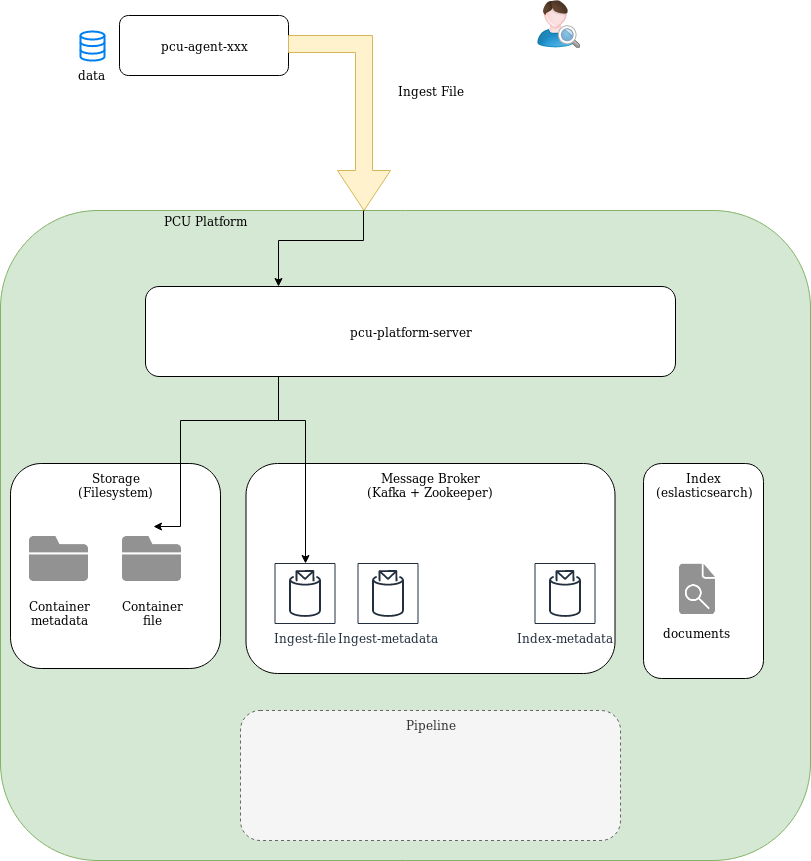 pcu-agent-xxx
data
Ingest File
PCU Platform
pcu-platform-server
Storage
(Filesystem)
Message Broker
(Kafka + Zookeeper)
Index
(eslasticsearch)
Container
metadata
Container
file
Ingest-file
Ingest-metadata
Index-metadata
documents
Pipeline